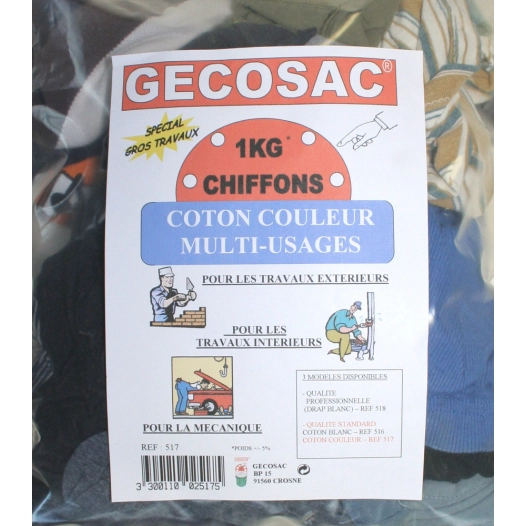 GECOSAC®
SPECIAL
GROS TRAVAUX
1KG*
CHIFFONS
COTON COULEUR
MULTI-USAGES
POUR LES TRAVAUX EXTERIEURS
POUR LES
TRAVAUX INTERIEURS
POUR LA MECANIQUE
3 MODELES DISPONIBLES
- QUALITE
PROFESSIONNELLE
(DRAP BLANC) – REF 518
- QUALITE STANDARD
COTON BLANC – REF 516
COTON COULEUR – REF 517
REF : 517
*POIDS +/- 5%
3 300110 025175
GECOSAC
BP 15
91560 CROSNE